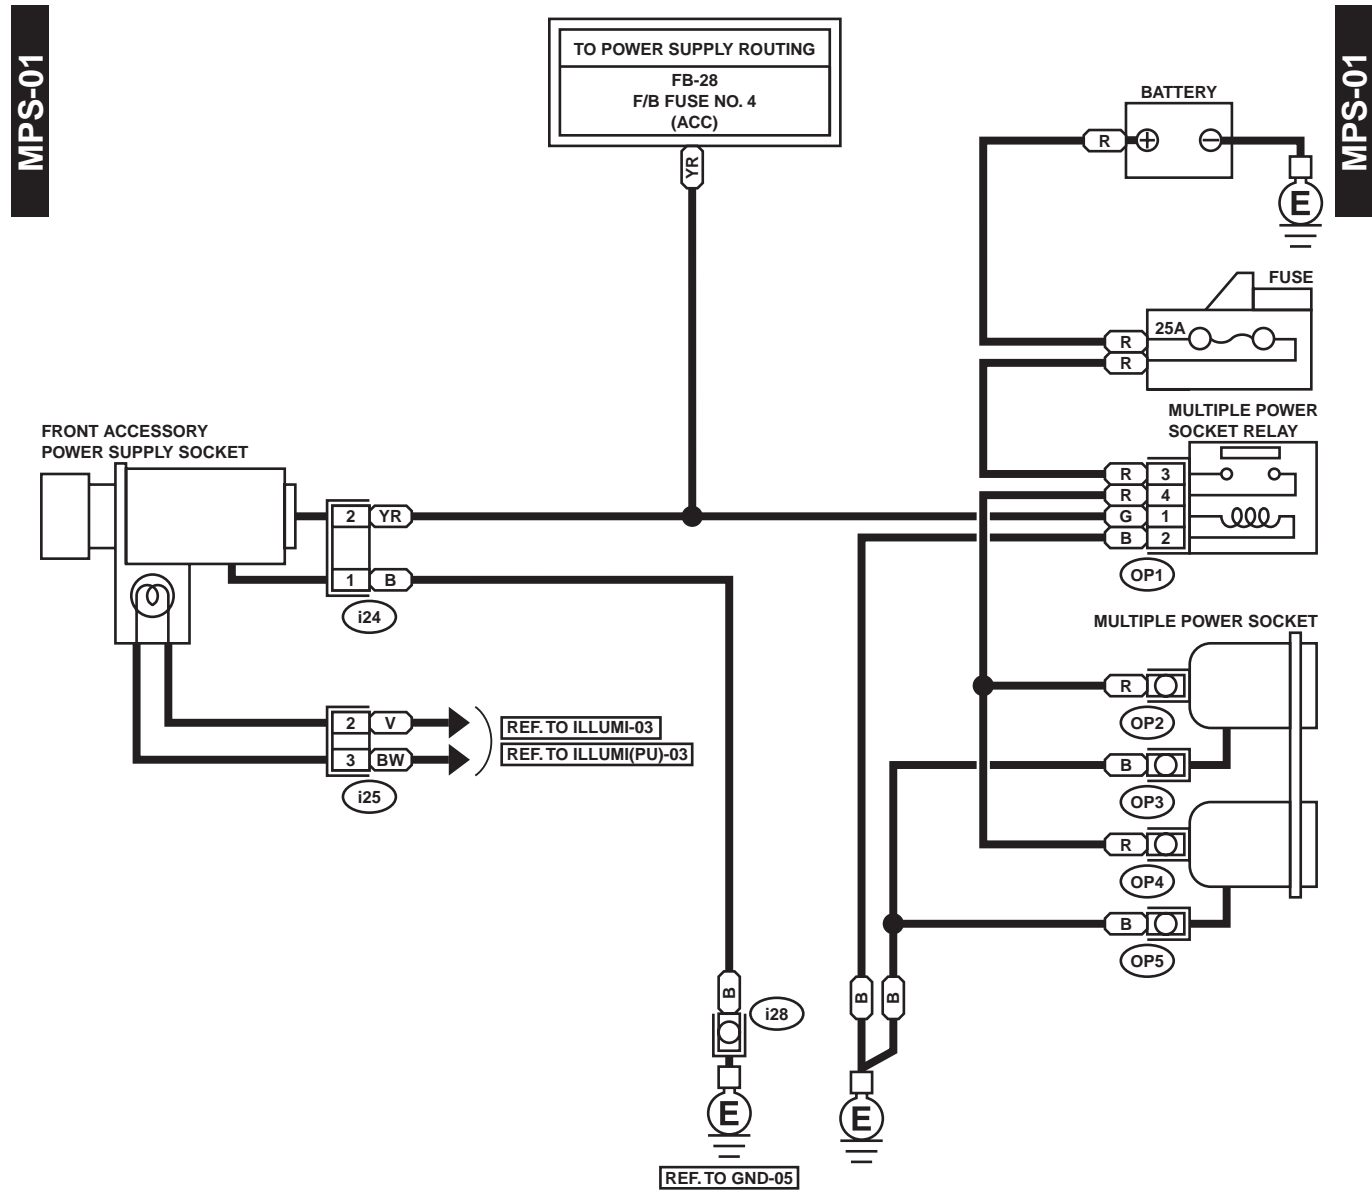 MPS-01
MPS-01
TO POWER SUPPLY ROUTING
FB-28
F/B FUSE NO. 4
(ACC)
YR
BATTERY
R
E
FUSE
25A
R
R
MULTIPLE POWER
SOCKET RELAY
R 3
R 4
G 1
B 2
OP1
FRONT ACCESSORY
POWER SUPPLY SOCKET
2 YR
1 B
i24
2 V
3 BW
i25
REF. TO ILLUMI-03
REF. TO ILLUMI(PU)-03
MULTIPLE POWER SOCKET
R
OP2
B
OP3
R
OP4
B
OP5
B
i28
B
B
E
E
REF. TO GND-05